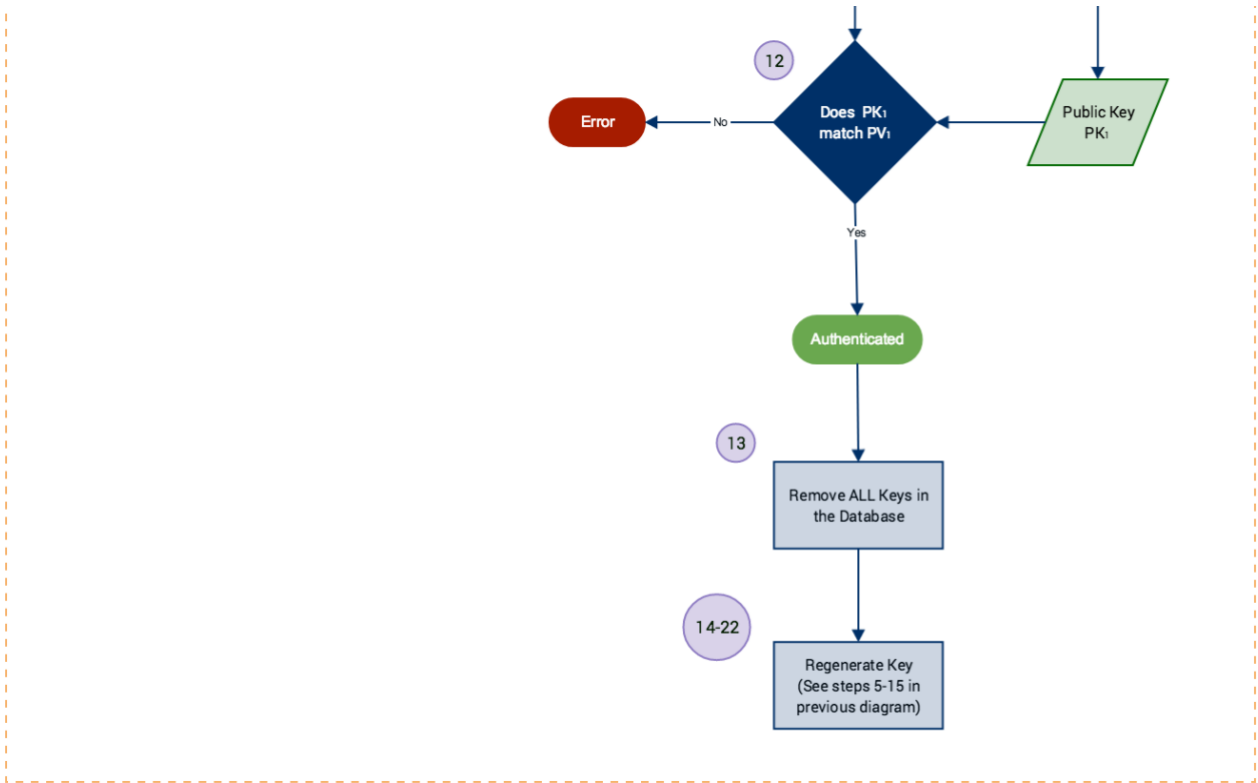 12
Does PK₁
match PV₁
Public Key
PK₁
Error
No
Yes
Authenticated
13
Remove ALL Keys in
the Database
14-22
Regenerate Key
(See steps 5-15 in
previous diagram)